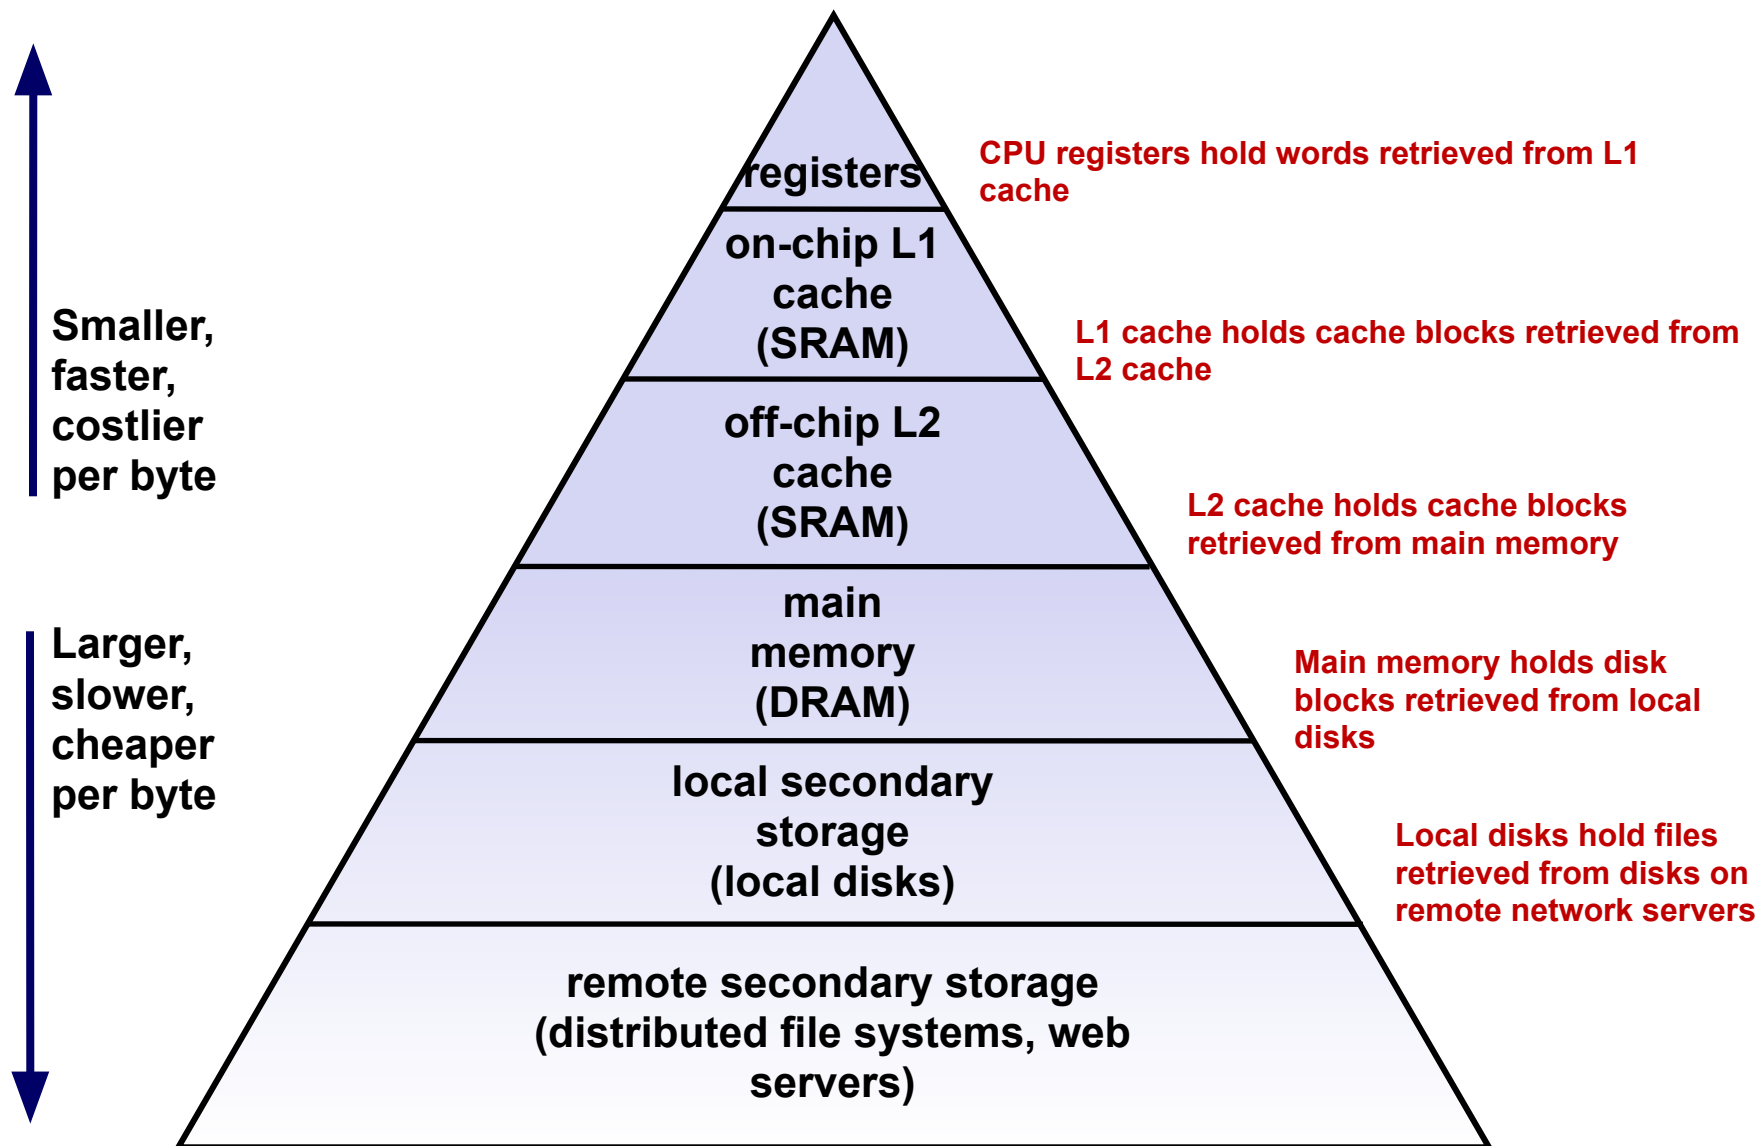 registers
CPU registers hold words retrieved from L1
cache
on-chip L1
cache
(SRAM)
Smaller,
faster,
costlier
per byte
L1 cache holds cache blocks retrieved from
L2 cache
off-chip L2
cache
(SRAM)
L2 cache holds cache blocks
retrieved from main memory
main
memory
(DRAM)
Larger,
slower,
cheaper
per byte
Main memory holds disk
blocks retrieved from local
disks
local secondary
storage
(local disks)
Local disks hold files
retrieved from disks on
remote network servers
remote secondary storage
(distributed file systems, web
servers)